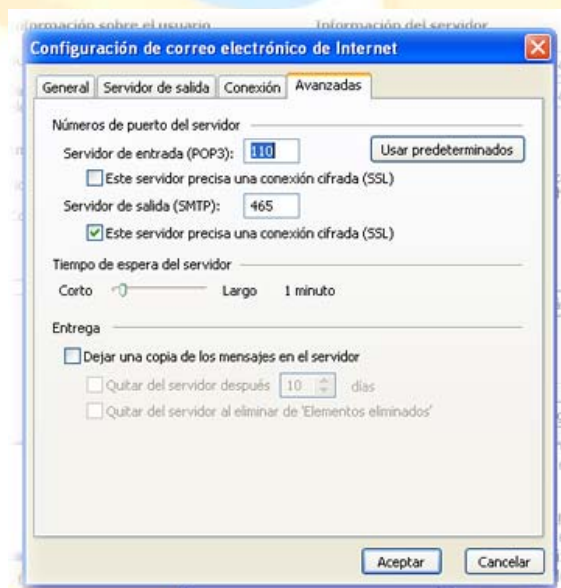 Información sobre el usuario Información del servidor
Configuración de correo electrónico de Internet
General Servidor de salida Conexión Avanzadas
Números de puerto del servidor
Servidor de entrada (POP3): 110 Usar predeterminados
Este servidor precisa una conexión cifrada (SSL)
Servidor de salida (SMTP): 465
Este servidor precisa una conexión cifrada (SSL)
Tiempo de espera del servidor
Corto Largo 1 minuto
Entrega
Dejar una copia de los mensajes en el servidor
Quitar del servidor después 10 días
Quitar del servidor al eliminar de 'Elementos eliminados'
Aceptar Cancelar